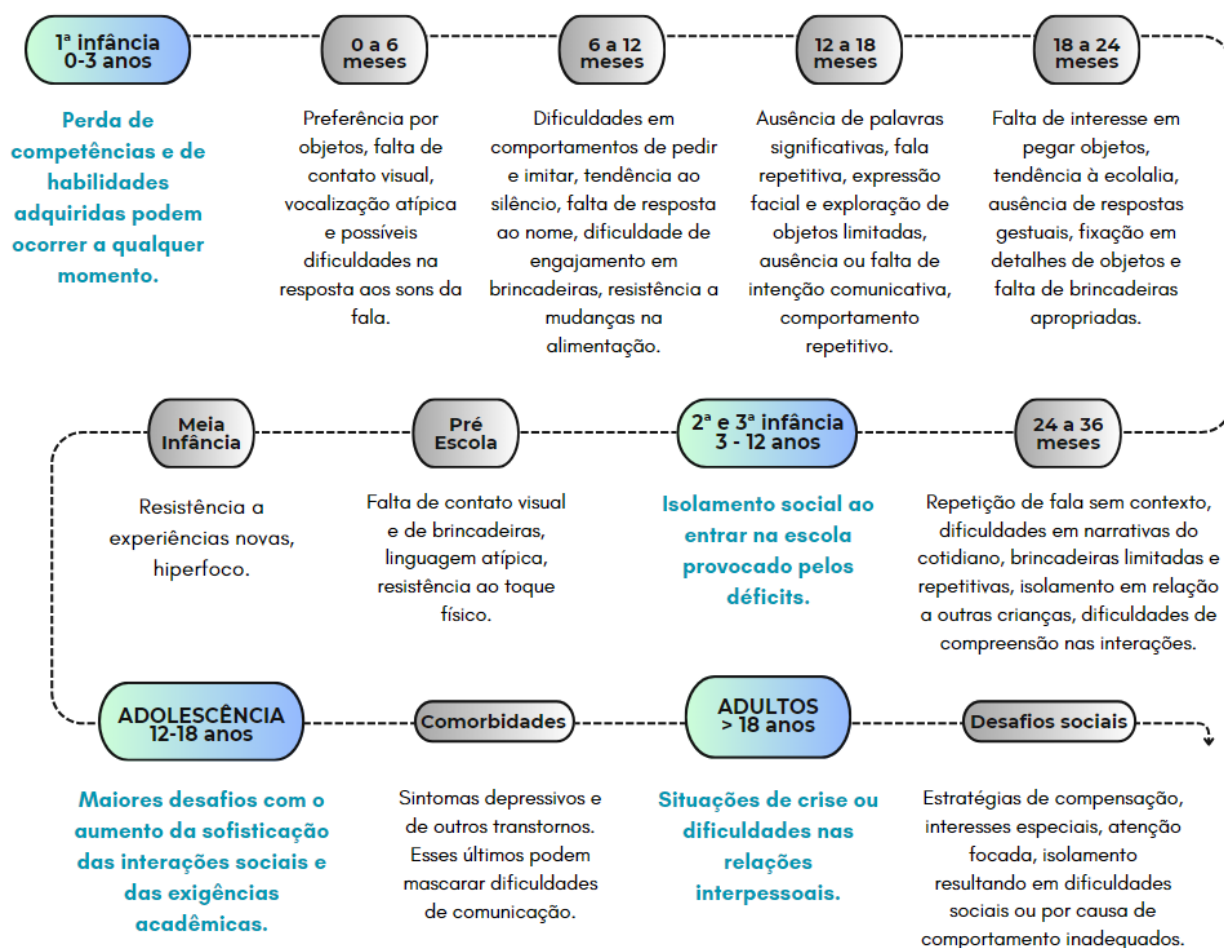 1ª infância
0-3 anos
Perda de
competências e de
habilidades
adquiridas podem
ocorrer a qualquer
momento.
0 a 6
meses
Preferência por
objetos, falta de
contato visual,
vocalização atípica
e possíveis
dificuldades na
resposta aos sons da
fala.
6 a 12
meses
Dificuldades em
comportamentos de pedir
e imitar, tendência ao
silêncio, falta de resposta
ao nome, dificuldade de
engajamento em
brincadeiras, resistência a
mudanças na
alimentação.
12 a 18
meses
Ausência de palavras
significativas, fala
repetitiva, expressão
facial e exploração de
objetos limitadas,
ausência ou falta de
intenção comunicativa,
comportamento
repetitivo.
18 a 24
meses
Falta de interesse em
pegar objetos,
tendência à ecolalia,
ausência de respostas
gestuais, fixação em
detalhes de objetos e
falta de brincadeiras
apropriadas.
24 a 36
meses
Repetição de fala sem contexto,
dificuldades em narrativas do
cotidiano, brincadeiras limitadas e
repetitivas, isolamento em relação
a outras crianças, dificuldades de
compreensão nas interações.
2ª e 3ª infância
3 - 12 anos
Isolamento social ao
entrar na escola
provocado pelos
déficits.
Pré
Escola
Falta de contato visual
e de brincadeiras,
linguagem atípica,
resistência ao toque
físico.
Meia
Infância
Resistência a
experiências novas,
hiperfoco.
ADOLESCÊNCIA
12-18 anos
Maiores desafios com o
aumento da sofisticação
das interações sociais e
das exigências
acadêmicas.
Comorbidades
Sintomas depressivos e
de outros transtornos.
Esses últimos podem
mascarar dificuldades
de comunicação.
ADULTOS
> 18 anos
Situações de crise ou
dificuldades nas
relações
interpessoais.
Desafios sociais
Estratégias de compensação,
interesses especiais, atenção
focada, isolamento
resultando em dificuldades
sociais ou por causa de
comportamento inadequados.